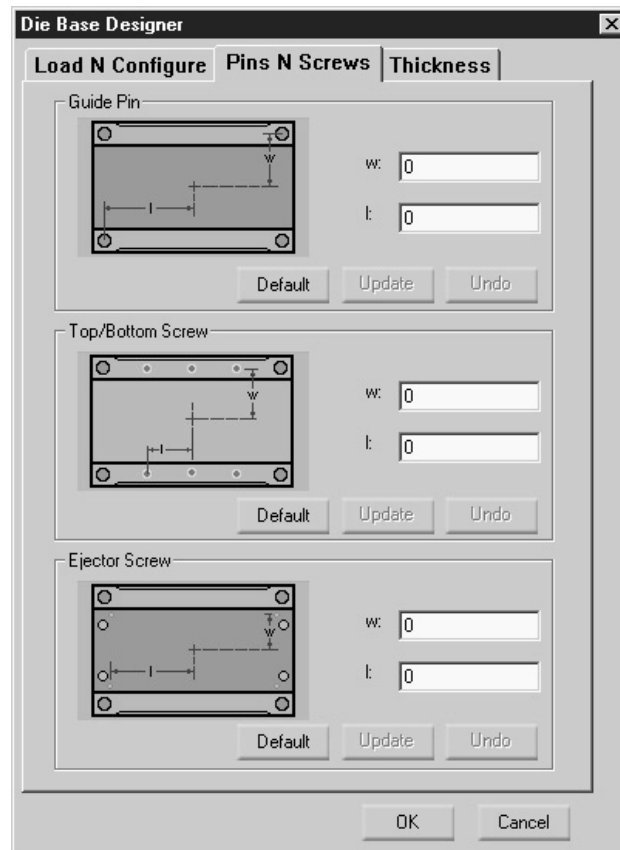 Die Base Designer
Load N Configure Pins N Screws Thickness
Guide Pin
w
l
w: 0
l: 0
Default Update Undo
Top/Bottom Screw
w
l
w: 0
l: 0
Default Update Undo
Ejector Screw
w
l
w: 0
l: 0
Default Update Undo
OK Cancel